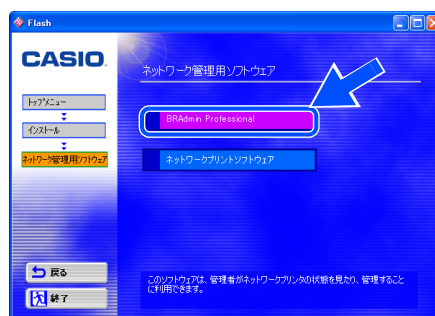 Flash
CASIO.
ネットワーク管理用ソフトウェア
トップメニュー
インストール
ネットワーク管理用ソフトウェア
BRAdmin Professional
ネットワークプリントソフトウェア
戻る
終了
このソフトウェアは、管理者がネットワークプリンタの状態を見たり、管理すること
に利用できます。